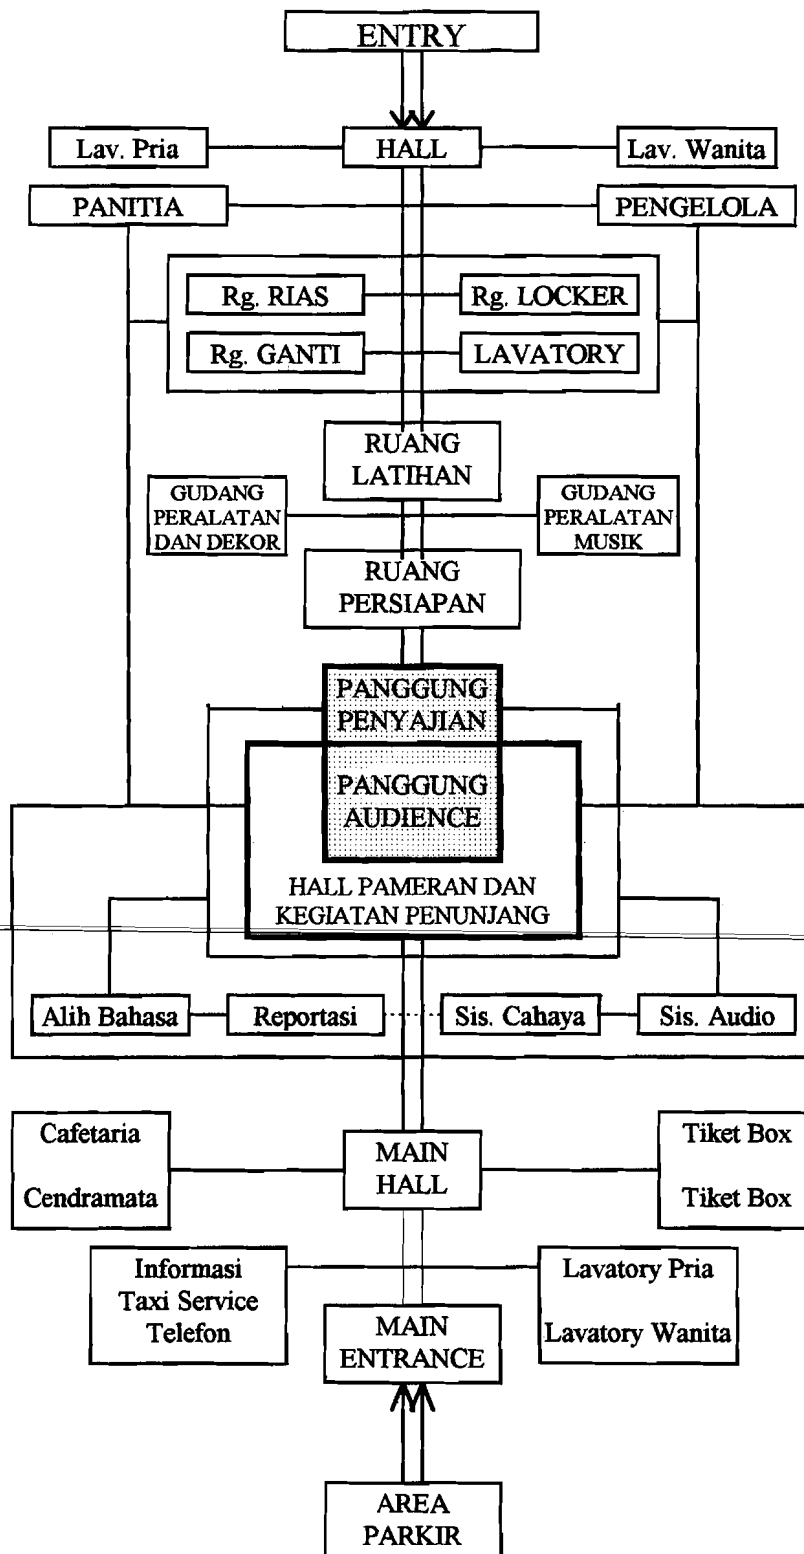 ENTRY
Lav. Pria
HALL
Lav. Wanita
PANITIA
PENGELOLA
Rg. RIAS
Rg. LOCKER
Rg. GANTI
LAVATORY
RUANG
LATIHAN
GUDANG
PERALATAN
DAN DEKOR
GUDANG
PERALATAN
MUSIK
RUANG
PERSIAPAN
PANGGUNG
PENYAJIAN
PANGGUNG
AUDIENCE
HALL PAMERAN DAN
KEGIATAN PENUNJANG
Alih Bahasa
Reportasi
Sis. Cahaya
Sis. Audio
Cafetaria
Cendramata
MAIN
HALL
Tiket Box
Tiket Box
Informasi
Taxi Service
Telefon
Lavatory Pria
Lavatory Wanita
MAIN
ENTRANCE
AREA
PARKIR